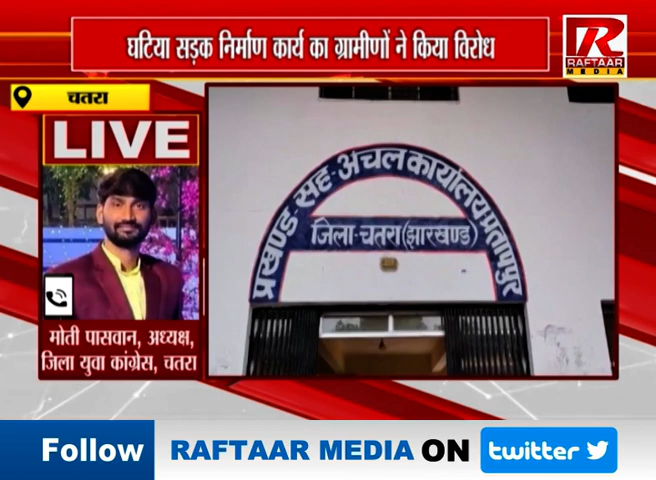 घटिया सड़क निर्माण कार्य का ग्रामीणों ने किया विरोध
R
RAFTAAR
MEDIA
चतरा
LIVE
मोती पासवान, अध्यक्ष,
जिला युवा कांग्रेस, चतरा
प्रखण्ड-सह-अंचल कार्यालय प्रतापपुर
जिला-चतरा (झारखण्ड)
Follow RAFTAAR MEDIA ON twitter